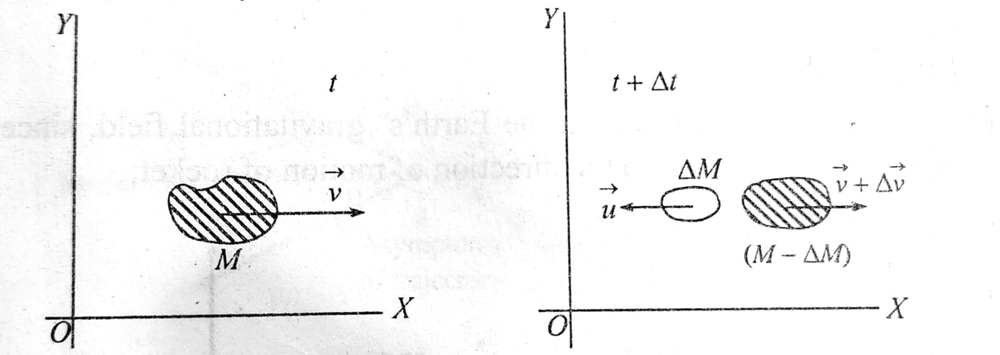 Y
t
v⃗
M
X
O
Y
t + Δt
ΔM
u⃗
v⃗ + Δv⃗
(M − ΔM)
X
O